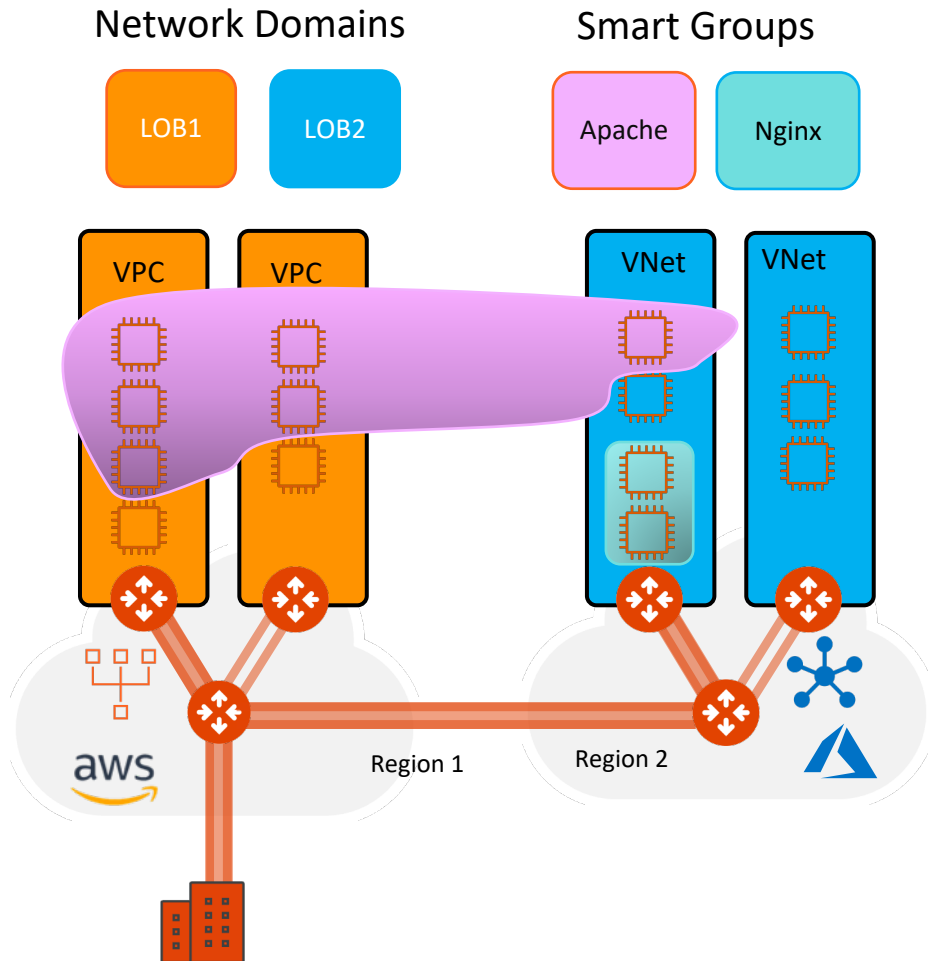 Network Domains
Smart Groups
LOB1
LOB2
Apache
Nginx
VPC
VPC
VNet
VNet
Region 1
Region 2
aws